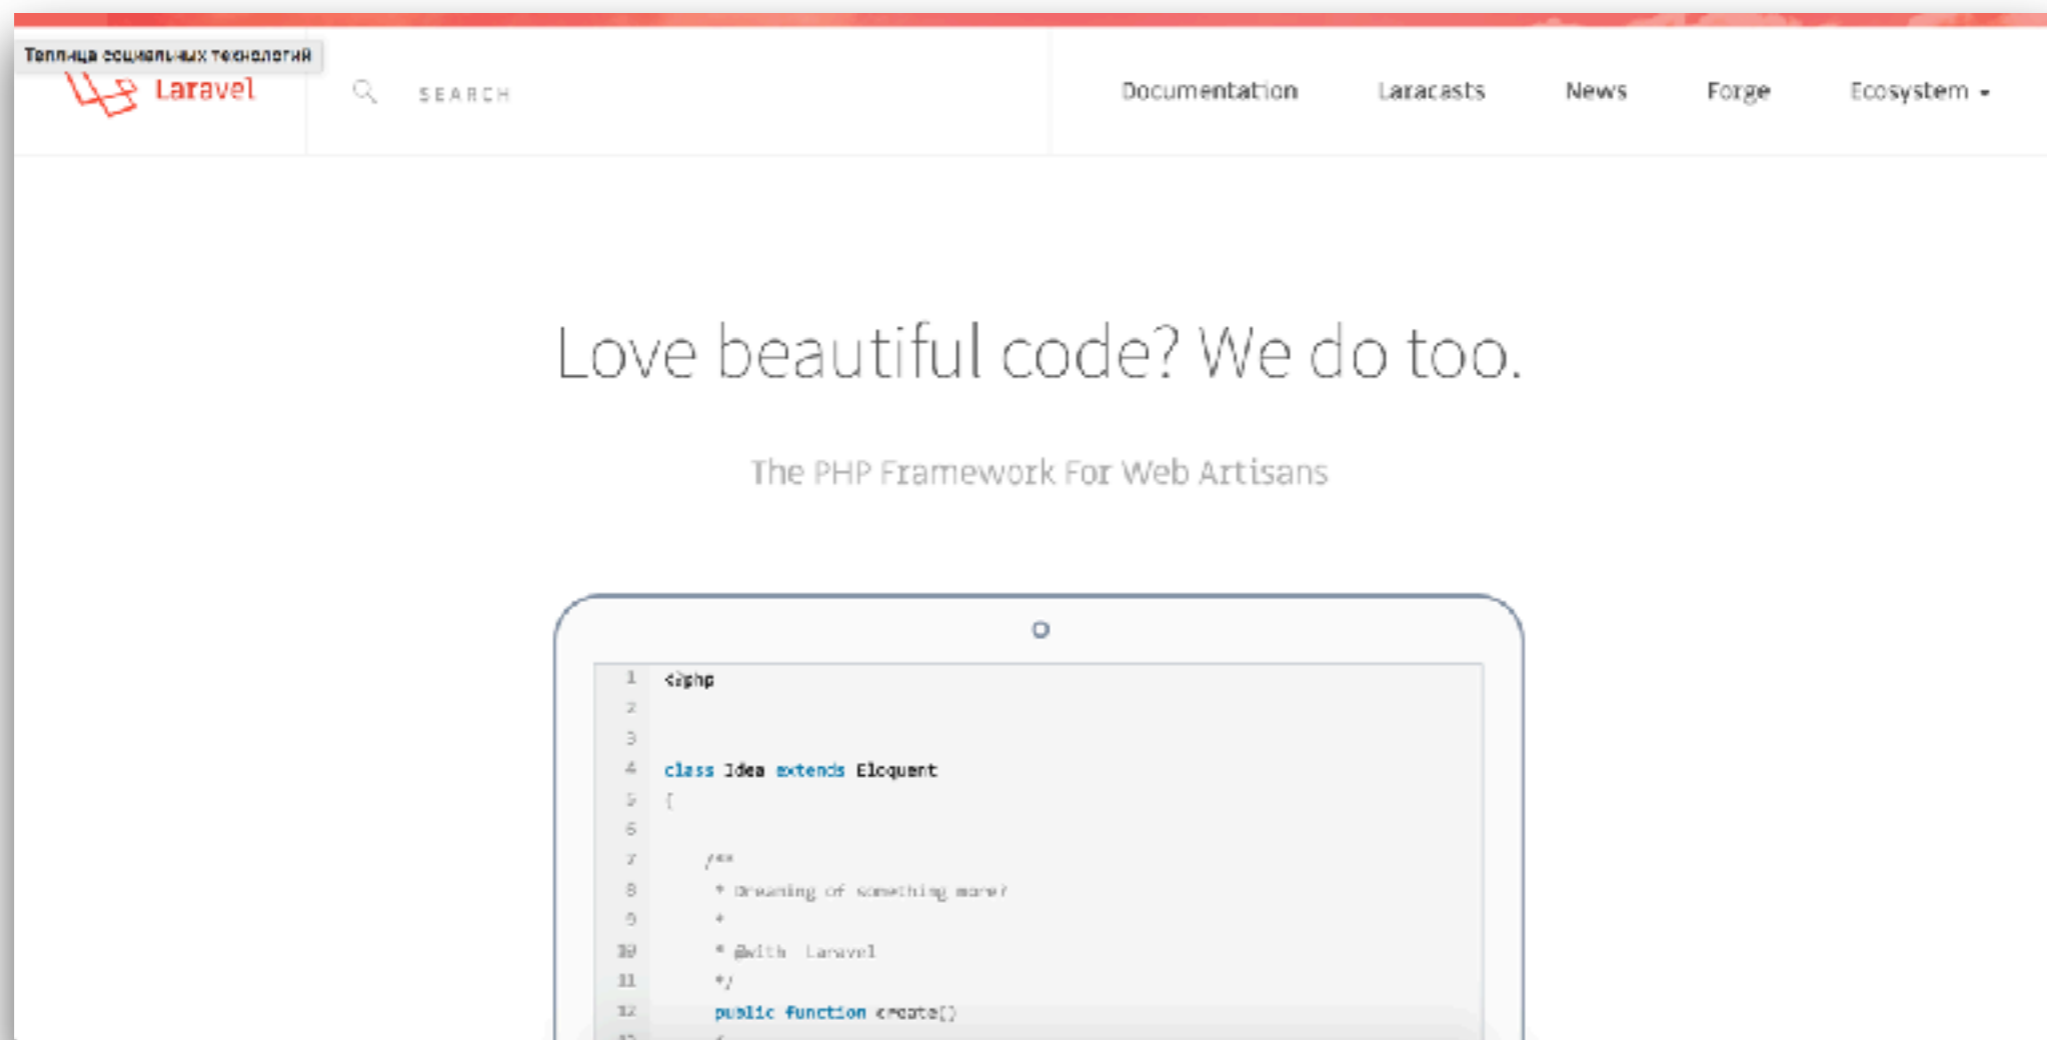 Теплица социальных технологий
Laravel
SEARCH
Documentation
Laracasts
News
Forge
Ecosystem
Love beautiful code? We do too.
The PHP Framework For Web Artisans
1 <?php
2
3
4 class Idea extends Eloquent
5 {
6
7 /**
8 * Dreaming of something more?
9 *
10 * @with Laravel
11 */
12 public function create()
13 {